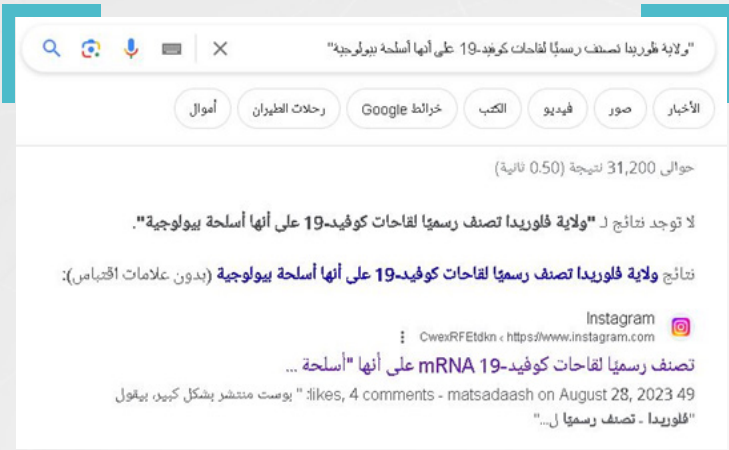 "ولاية فلوريدا تصنف رسميًا لقاحات كوفيد-19 على أنها أسلحة بيولوجية"
الأخبار صور فيديو الكتب خرائط Google رحلات الطيران أموال
حوالى 31,200 نتيجة (0.50 ثانية)
لا توجد نتائج لـ "ولاية فلوريدا تصنف رسميًا لقاحات كوفيد-19 على أنها أسلحة بيولوجية".
نتائج ولاية فلوريدا تصنف رسميًا لقاحات كوفيد-19 على أنها أسلحة بيولوجية (بدون علامات اقتباس):
Instagram
https://www.instagram.com › CwexRFEtdkn
تصنف رسميًا لقاحات كوفيد-19 mRNA على أنها "أسلحة ...
49 likes, 4 comments - matsadaash on August 28, 2023: " بوست منتشر بشكل كبير، بيقول
"فلوريدا - تصنف رسميًا ل..."